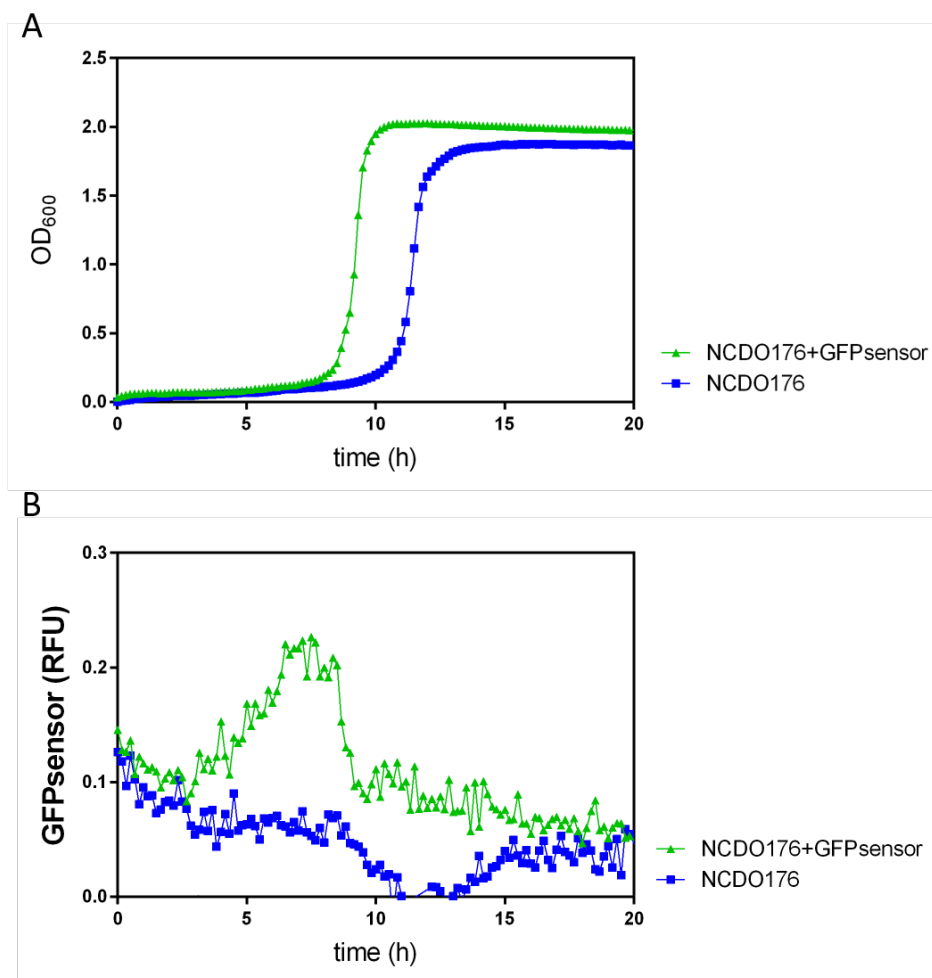 A
2.5
2.0
1.5
1.0
0.5
0.0
OD600
0 5 10 15 20
time (h)
NCDO176+GFPsensor
NCDO176
B
0.3
0.2
0.1
0.0
GFPsensor (RFU)
0 5 10 15 20
time (h)
NCDO176+GFPsensor
NCDO176